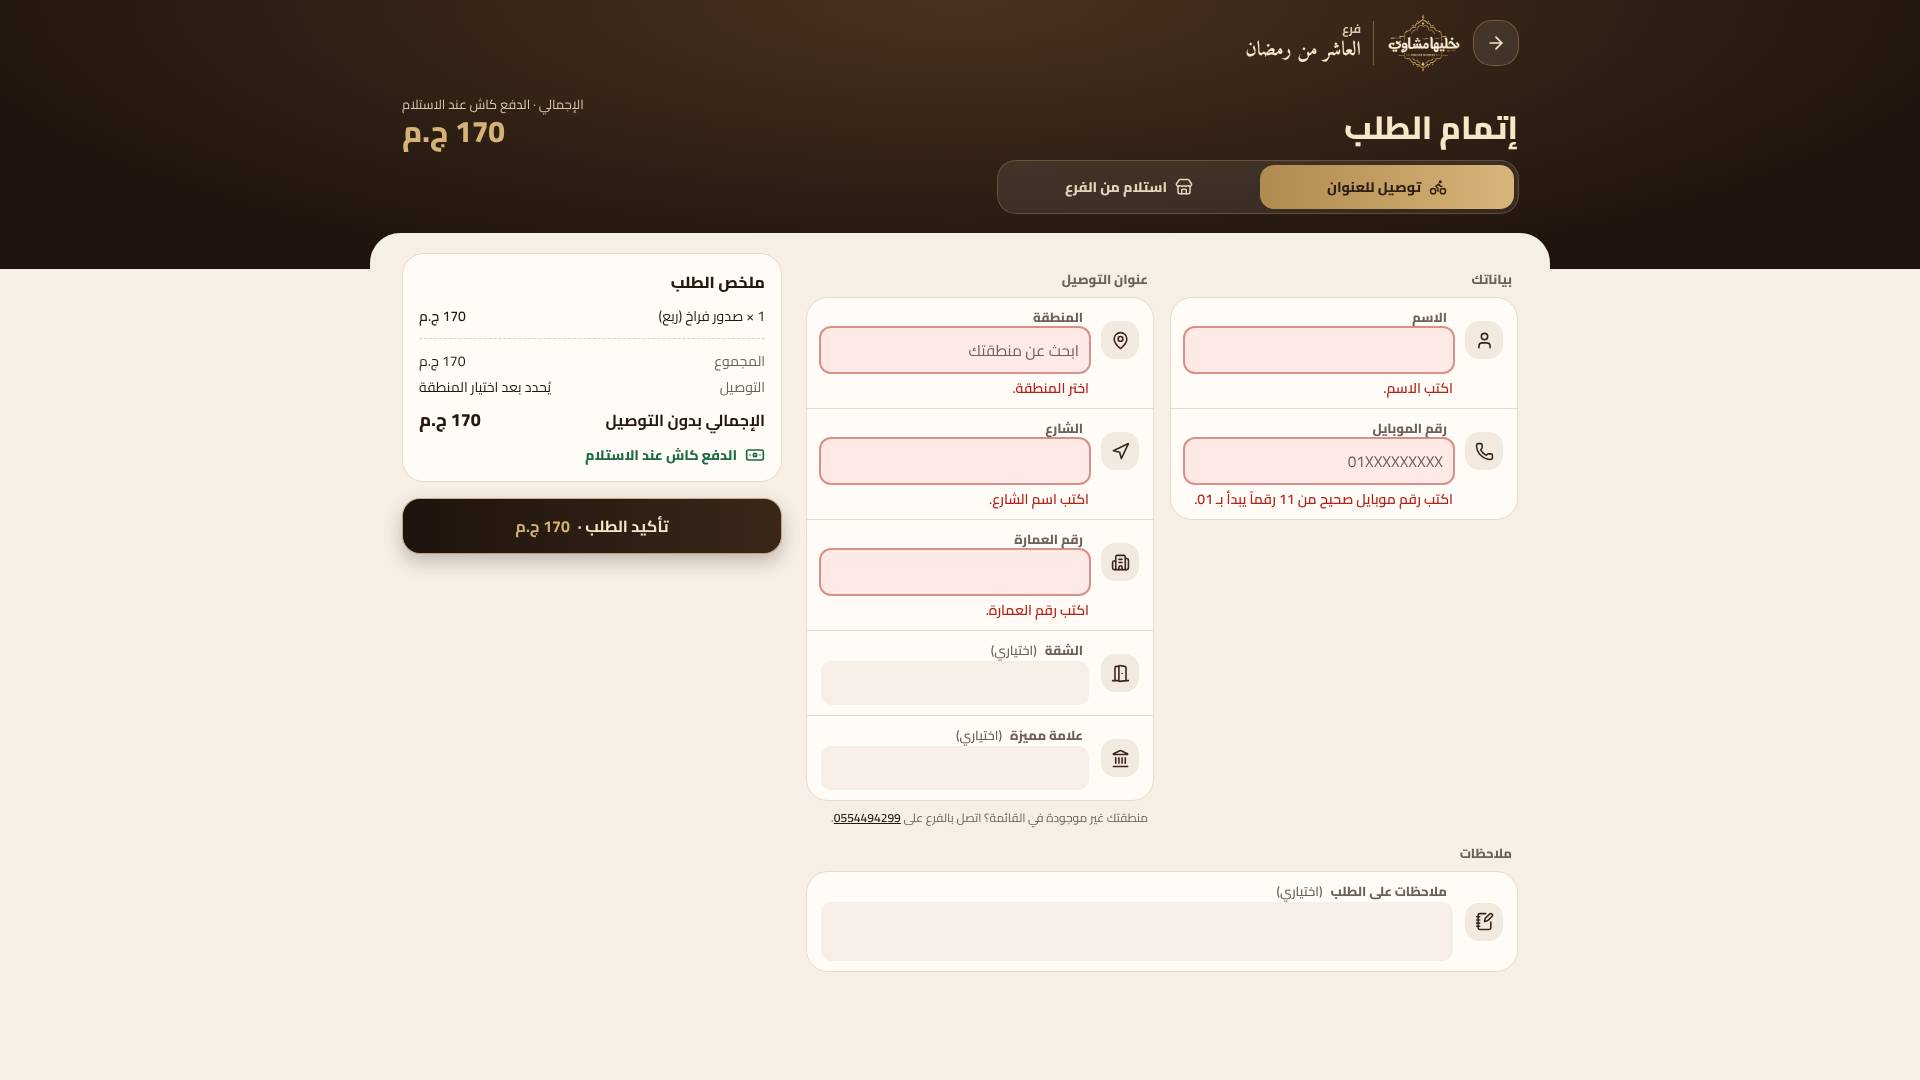 خليها مشاوي
فرع
العاشر من رمضان
إتمام الطلب
الإجمالي · الدفع كاش عند الاستلام
170 ج.م
توصيل للعنوان
استلام من الفرع
بياناتك
الاسم
اكتب الاسم.
رقم الموبايل
01XXXXXXXXX
اكتب رقم موبايل صحيح من 11 رقماً يبدأ بـ 01.
عنوان التوصيل
المنطقة
ابحث عن منطقتك
اختر المنطقة.
الشارع
اكتب اسم الشارع.
رقم العمارة
اكتب رقم العمارة.
الشقة (اختياري)
علامة مميزة (اختياري)
منطقتك غير موجودة في القائمة؟ اتصل بالفرع على 0554494299.
ملاحظات
ملاحظات على الطلب (اختياري)
ملخص الطلب
1 × صدور فراخ (ربع) 170 ج.م
المجموع 170 ج.م
التوصيل يُحدد بعد اختيار المنطقة
الإجمالي بدون التوصيل 170 ج.م
الدفع كاش عند الاستلام
تأكيد الطلب · 170 ج.م